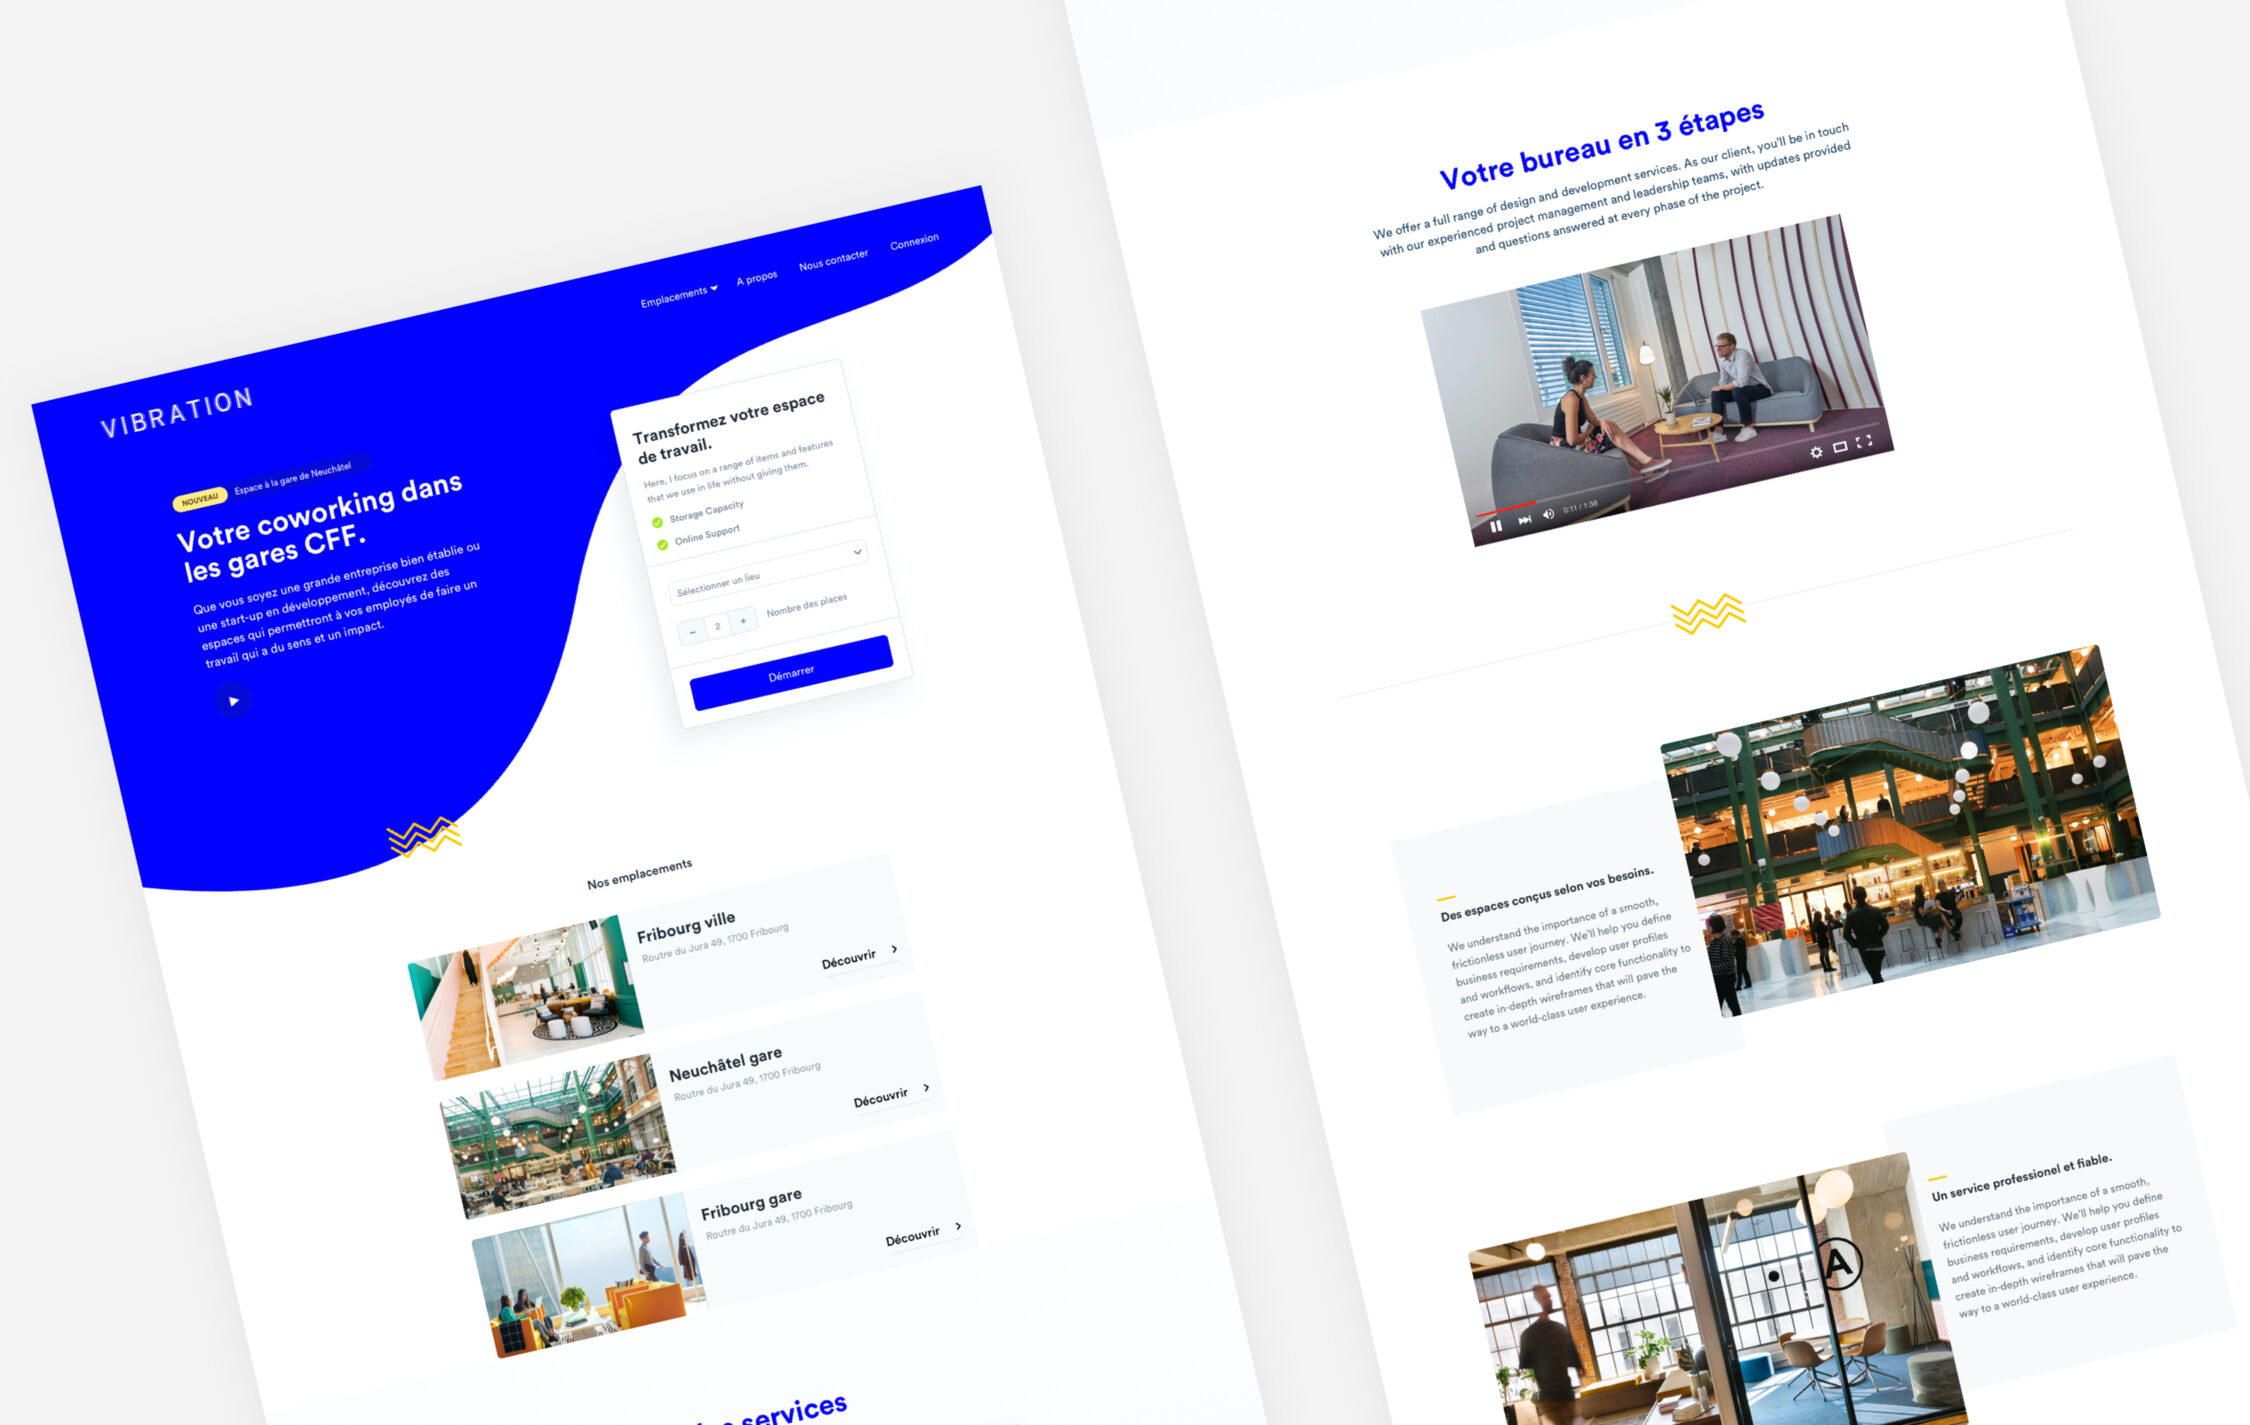 Emplacements
A propos
Nous contacter
Connexion
VIBRATION
NOUVEAU
Espace à la gare de Neuchâtel
Votre coworking dans
les gares CFF.
Que vous soyez une grande entreprise bien établie ou
une start-up en développement, découvrez des
espaces qui permettront à vos employés de faire un
travail qui a du sens et un impact.
Transformez votre espace
de travail.
Here, I focus on a range of items and features
that we use in life without giving them.
Storage Capacity
Online Support
Sélectionner un lieu
− 2 +
Nombre des places
Démarrer
Nos emplacements
Fribourg ville
Routre du Jura 49, 1700 Fribourg
Découvrir
Neuchâtel gare
Routre du Jura 49, 1700 Fribourg
Découvrir
Fribourg gare
Routre du Jura 49, 1700 Fribourg
Découvrir
services
Votre bureau en 3 étapes
We offer a full range of design and development services. As our client, you'll be in touch
with our experienced project management and leadership teams, with updates provided
and questions answered at every phase of the project.
0:11 / 1:38
Des espaces conçus selon vos besoins.
We understand the importance of a smooth,
frictionless user journey. We'll help you define
business requirements, develop user profiles
and workflows, and identify core functionality to
create in-depth wireframes that will pave the
way to a world-class user experience.
Un service professionel et fiable.
We understand the importance of a smooth,
frictionless user journey. We'll help you define
business requirements, develop user profiles
and workflows, and identify core functionality to
create in-depth wireframes that will pave the
way to a world-class user experience.
A